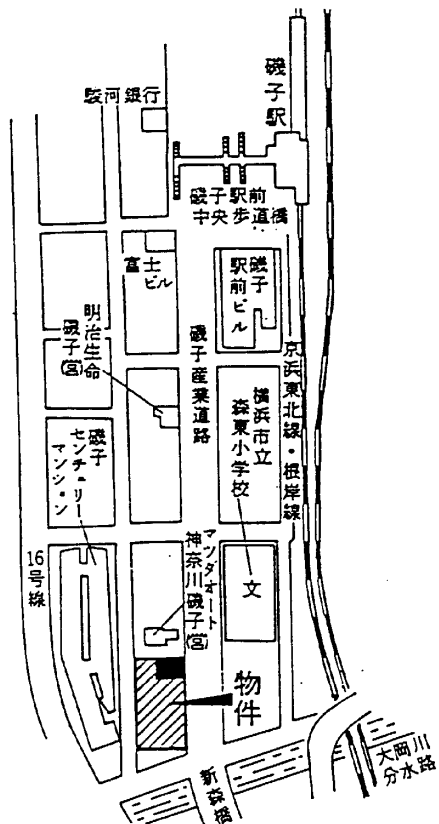 磯子駅
駿河銀行
磯子駅前
中央歩道橋
富士
ビル
磯子
駅前ビル
明治生命
磯子(営)
磯子産業道路
京浜東北線・根岸線
横浜市立
森東小学校
磯子
センチュリー
マンション
16号線
マツダオート
神奈川磯子(営)
文
物件
大岡川
分水路
新森橋